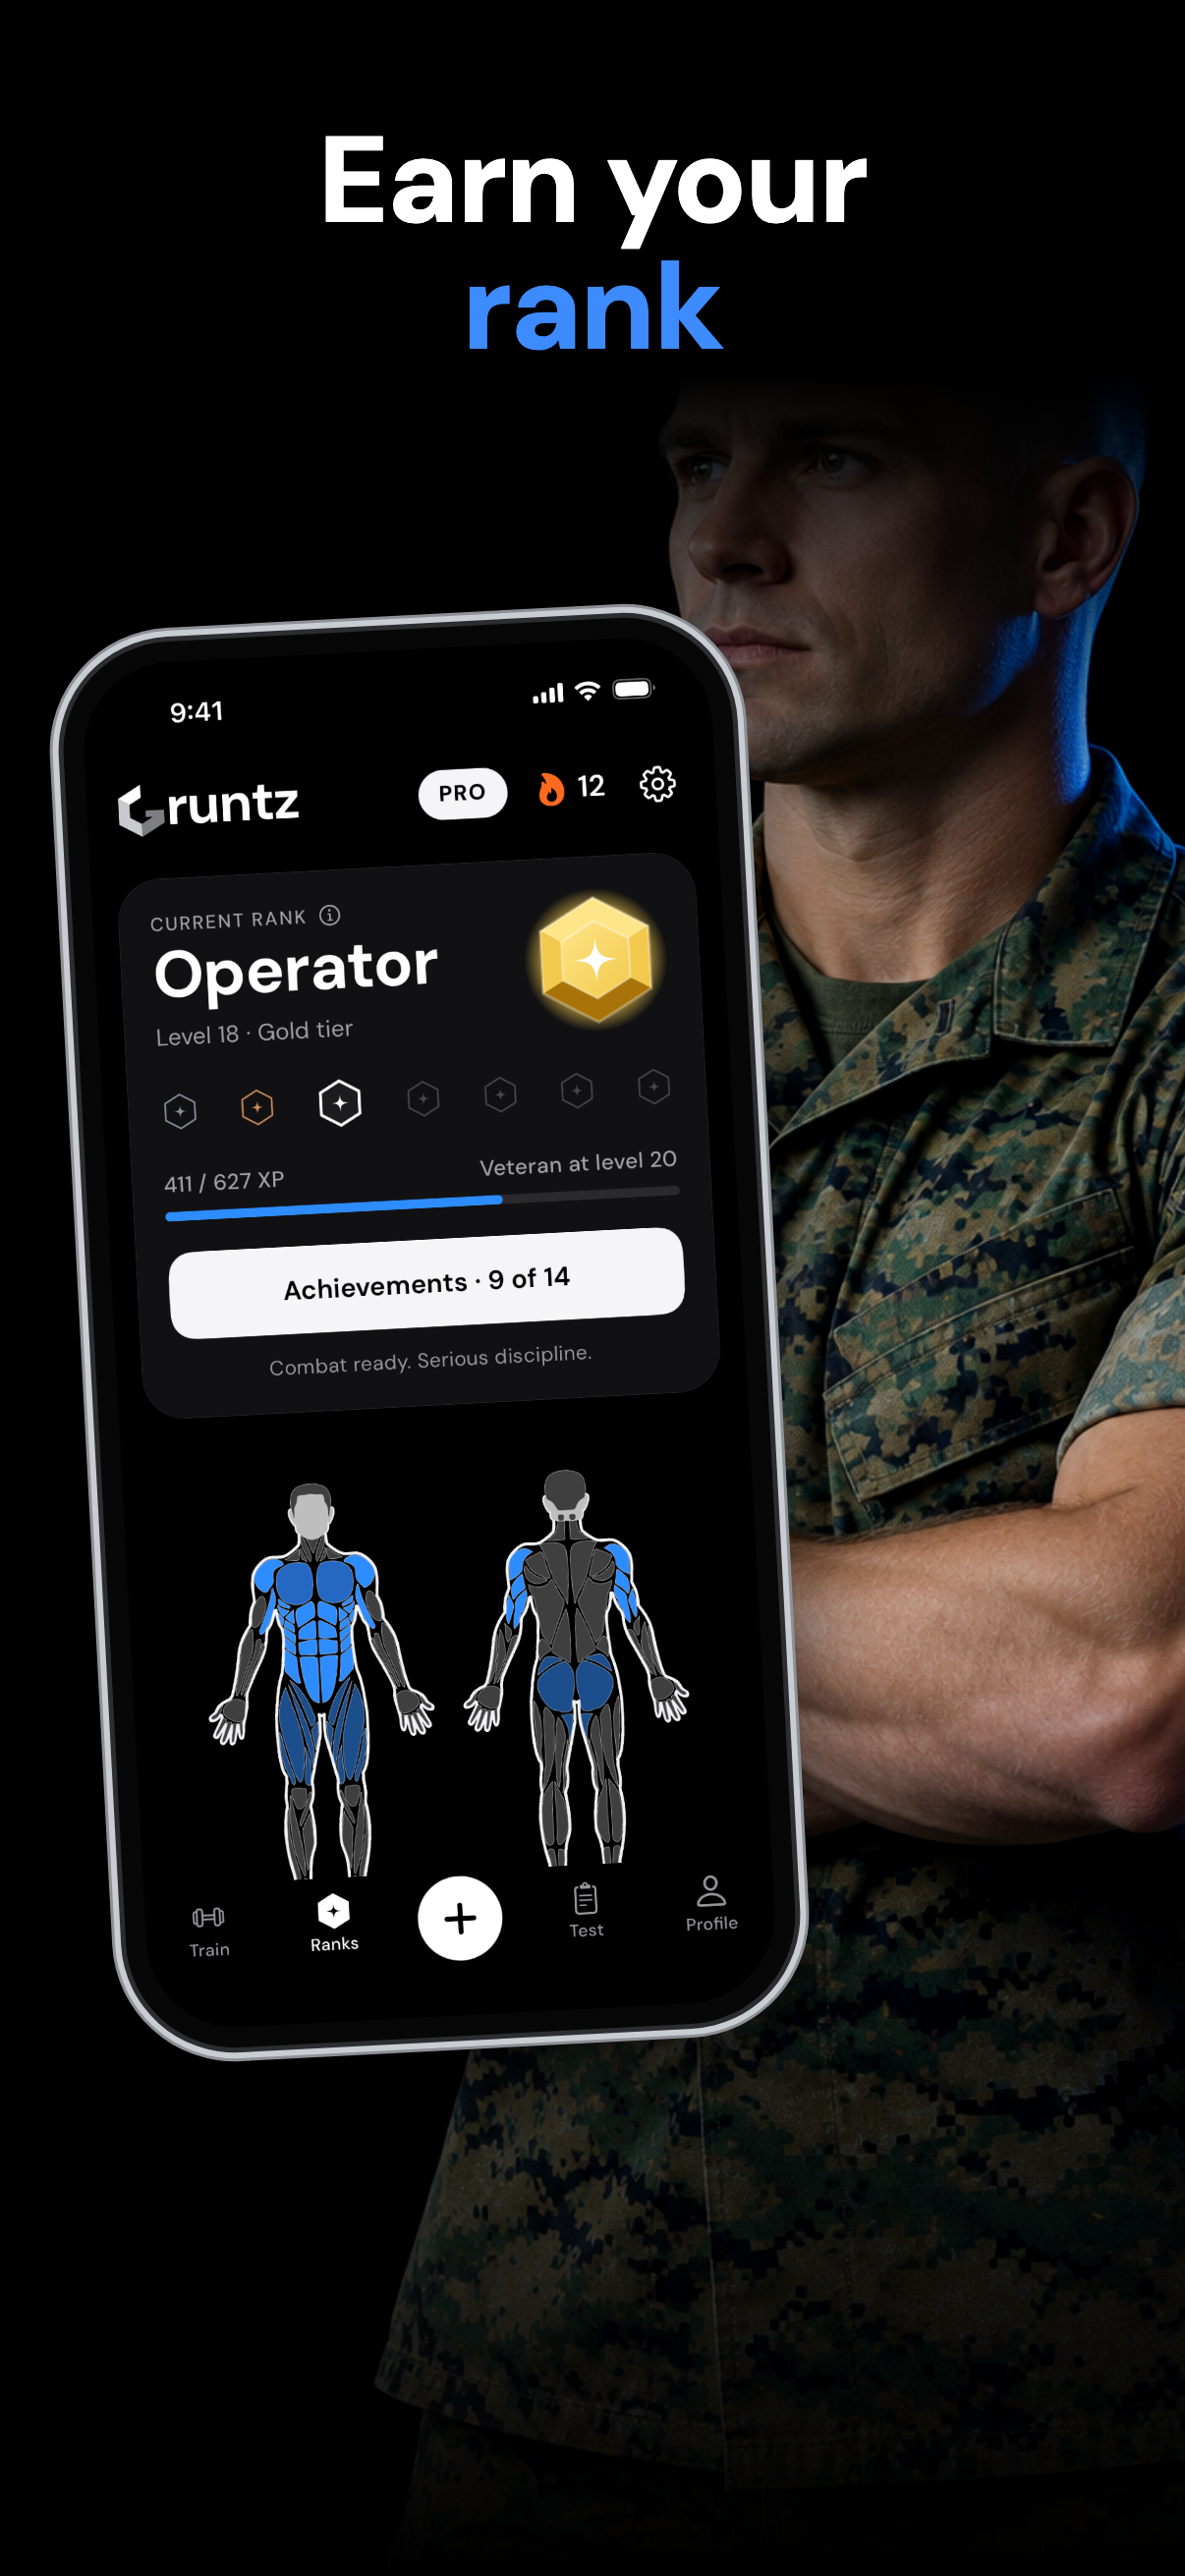 Earn your
rank
9:41
Gruntz
PRO
12
CURRENT RANK
Operator
Level 18 · Gold tier
411 / 627 XP
Veteran at level 20
Achievements · 9 of 14
Combat ready. Serious discipline.
Train
Ranks
Test
Profile